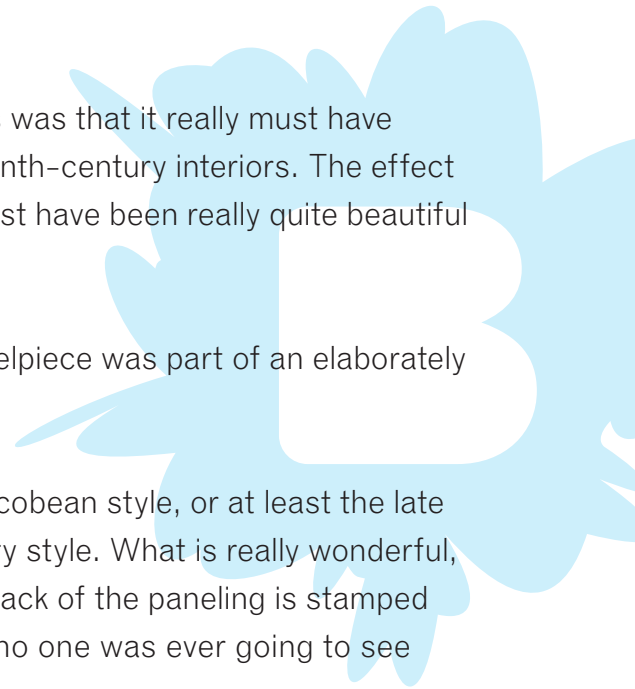 was that it really must have
nth-century interiors. The effect
st have been really quite beautiful
elpiece was part of an elaborately
cobean style, or at least the late
y style. What is really wonderful,
ack of the paneling is stamped
no one was ever going to see
B